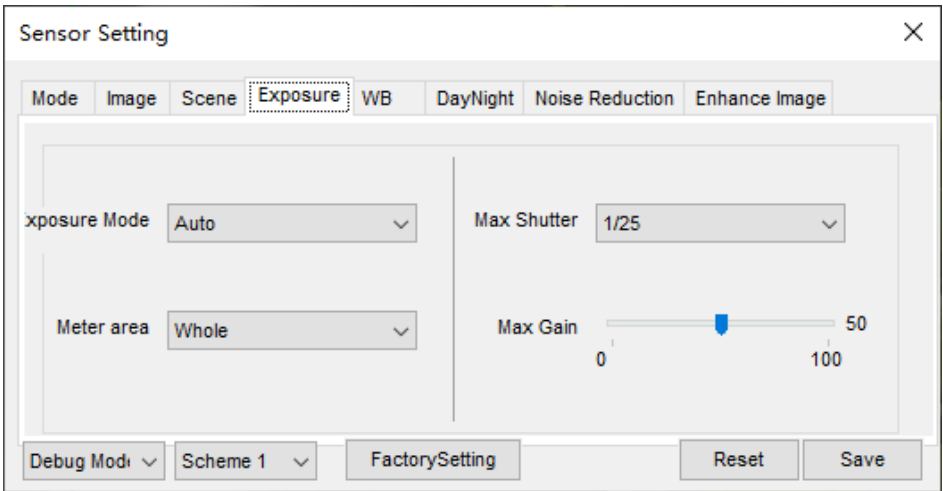 Sensor Setting
Mode Image Scene Exposure WB DayNight Noise Reduction Enhance Image
xposure Mode Auto Max Shutter 1/25
Meter area Whole Max Gain 50
0 100
Debug Mod Scheme 1 FactorySetting Reset Save